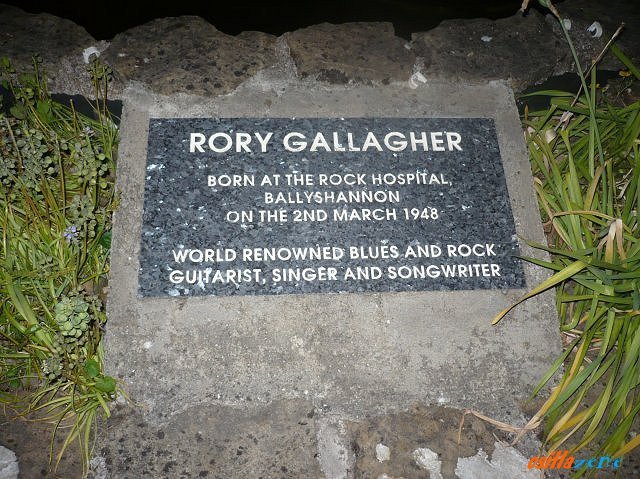 RORY GALLAGHER
BORN AT THE ROCK HOSPITAL,
BALLYSHANNON
ON THE 2ND MARCH 1948
WORLD RENOWNED BLUES AND ROCK
GUITARIST, SINGER AND SONGWRITER